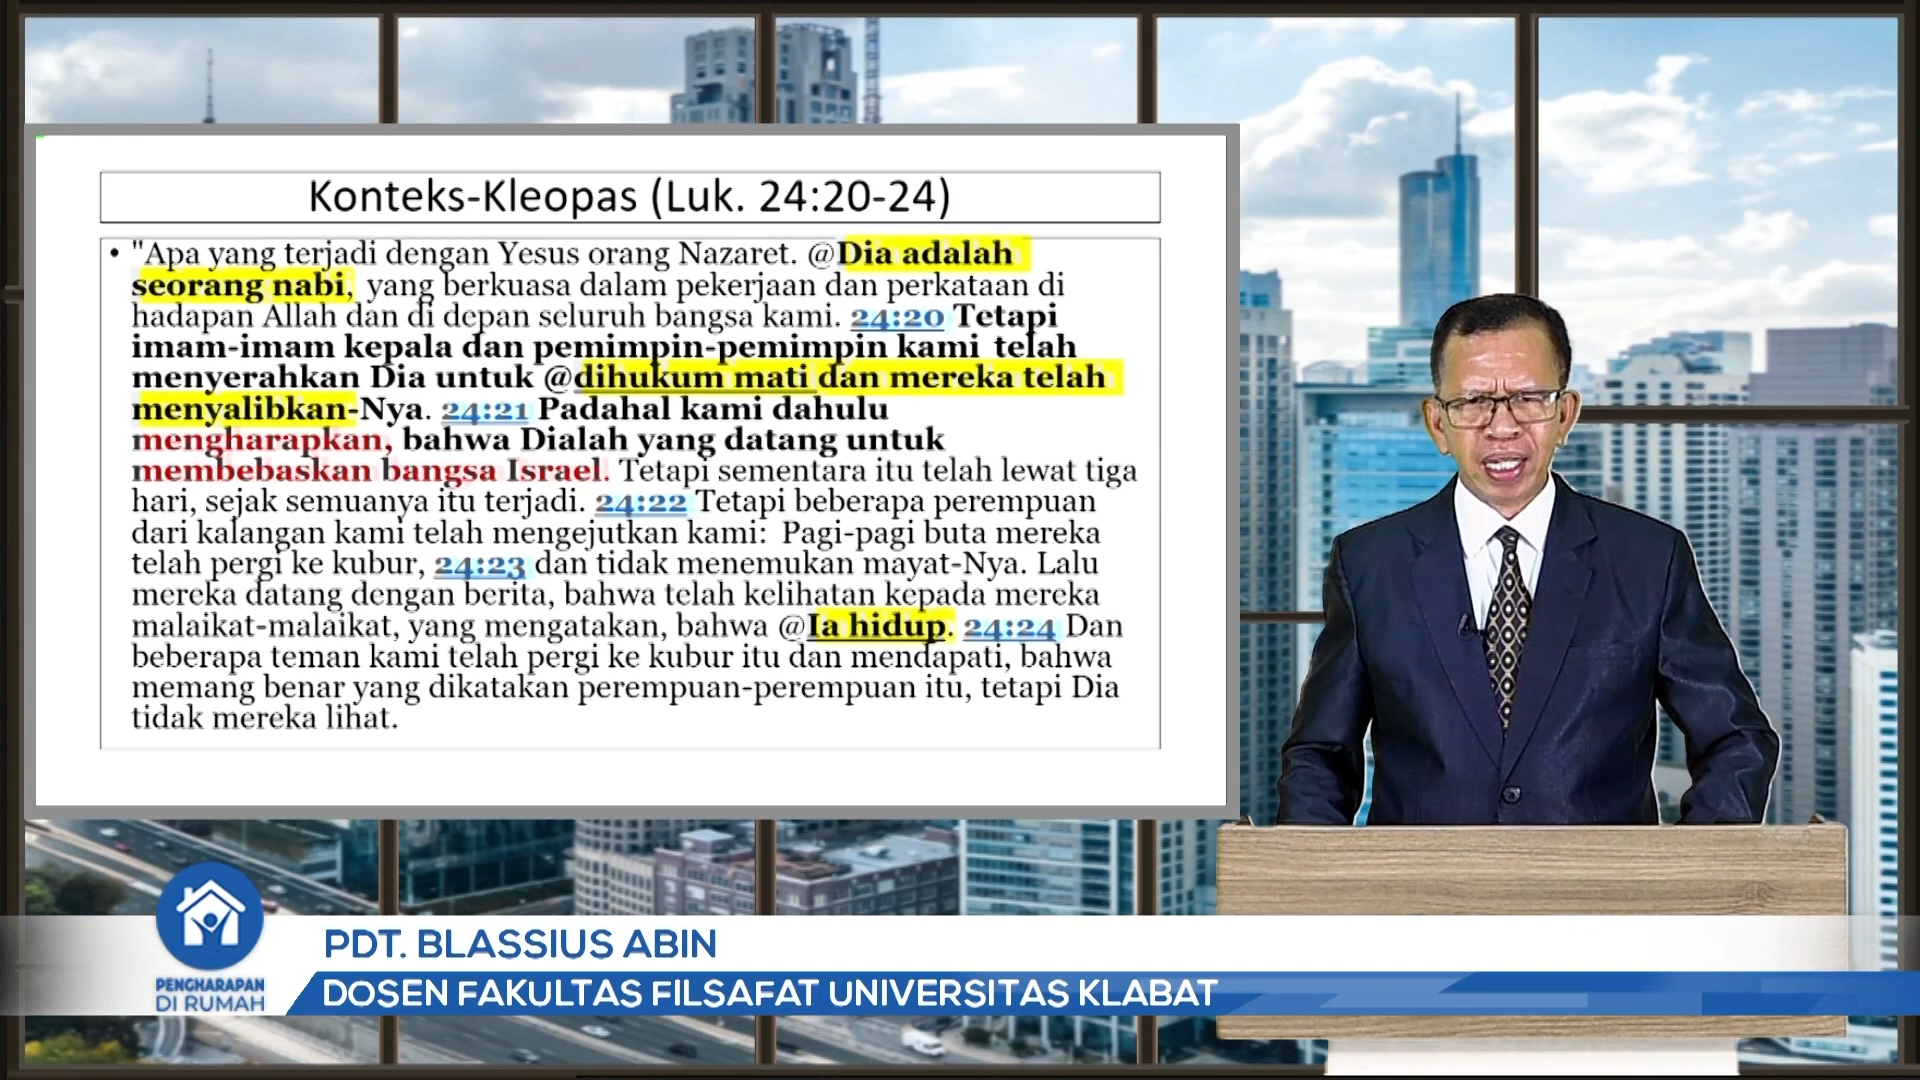 Konteks-Kleopas (Luk. 24:20-24)
• "Apa yang terjadi dengan Yesus orang Nazaret. @Dia adalah
seorang nabi, yang berkuasa dalam pekerjaan dan perkataan di
hadapan Allah dan di depan seluruh bangsa kami. 24:20 Tetapi
imam-imam kepala dan pemimpin-pemimpin kami telah
menyerahkan Dia untuk @dihukum mati dan mereka telah
menyalibkan-Nya. 24:21 Padahal kami dahulu
mengharapkan, bahwa Dialah yang datang untuk
membebaskan bangsa Israel. Tetapi sementara itu telah lewat tiga
hari, sejak semuanya itu terjadi. 24:22 Tetapi beberapa perempuan
dari kalangan kami telah mengejutkan kami: Pagi-pagi buta mereka
telah pergi ke kubur, 24:23 dan tidak menemukan mayat-Nya. Lalu
mereka datang dengan berita, bahwa telah kelihatan kepada mereka
malaikat-malaikat, yang mengatakan, bahwa @Ia hidup. 24:24 Dan
beberapa teman kami telah pergi ke kubur itu dan mendapati, bahwa
memang benar yang dikatakan perempuan-perempuan itu, tetapi Dia
tidak mereka lihat.
PENGHARAPAN
DI RUMAH
PDT. BLASSIUS ABIN
DOSEN FAKULTAS FILSAFAT UNIVERSITAS KLABAT